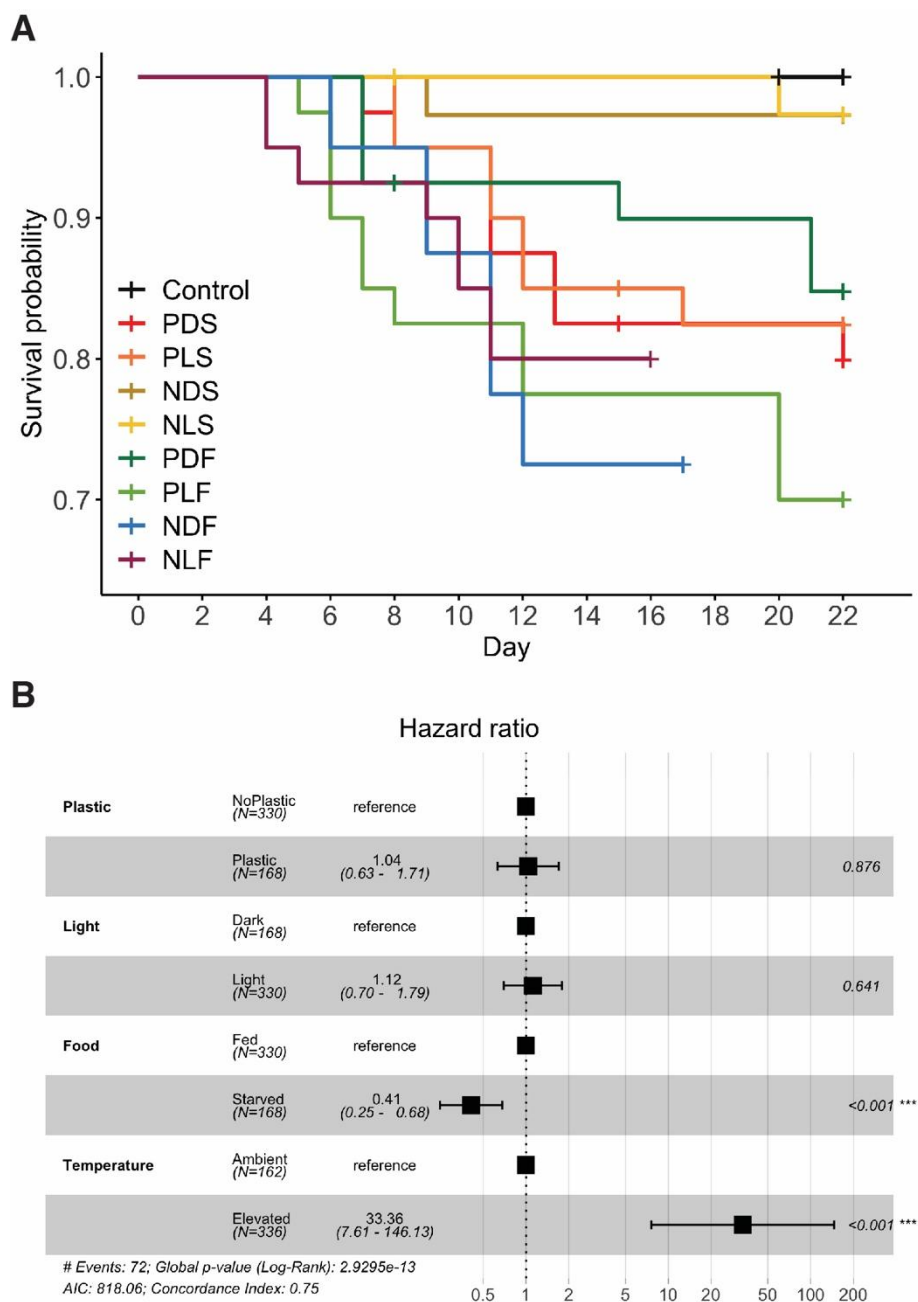 A
Survival probability
1.0
0.9
0.8
0.7
Control
PDS
PLS
NDS
NLS
PDF
PLF
NDF
NLF
0 2 4 6 8 10 12 14 16 18 20 22
Day
B
Hazard ratio
Plastic NoPlastic reference
(N=330)
Plastic 1.04 0.876
(N=168) (0.63 - 1.71)
Light Dark reference
(N=168)
Light 1.12 0.641
(N=330) (0.70 - 1.79)
Food Fed reference
(N=330)
Starved 0.41 <0.001 ***
(N=168) (0.25 - 0.68)
Temperature Ambient reference
(N=162)
Elevated 33.36 <0.001 ***
(N=336) (7.61 - 146.13)
# Events: 72; Global p-value (Log-Rank): 2.9295e-13
AIC: 818.06; Concordance Index: 0.75
0.5 1 2 5 10 20 50 100 200